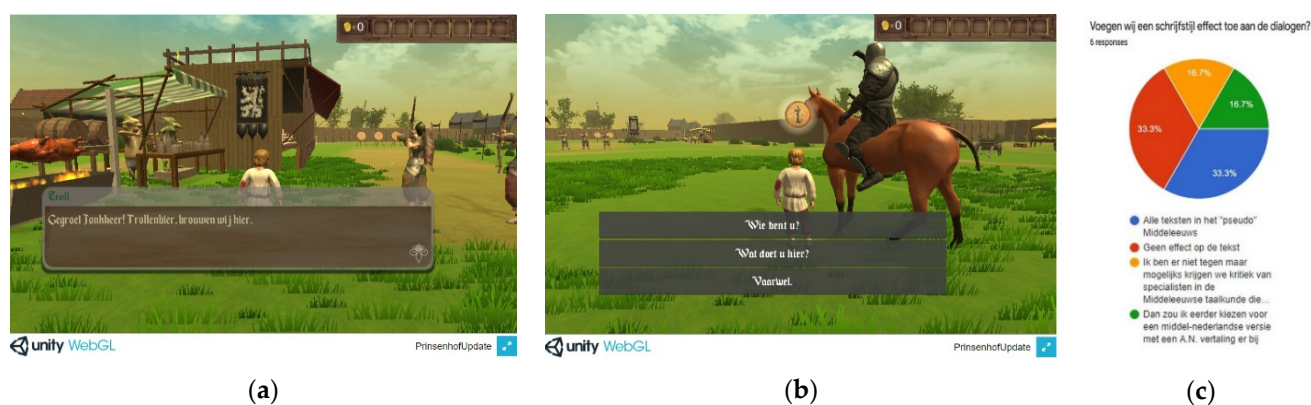 × 0
Troll
Gegroet Jonkheer! Trollenbier, brouwen wij hier.
unity WebGL
PrinsenhofUpdate
(a)
× 0
Wie bent u?
Wat doet u hier?
Vaarwel.
unity WebGL
PrinsenhofUpdate
(b)
Voegen wij een schrijfstijl effect toe aan de dialogen?
6 responses
16.7%
16.7%
33.3%
33.3%
Alle teksten in het "pseudo"
Middeleeuws
Geen effect op de tekst
Ik ben er niet tegen maar
mogelijks krijgen we kritiek van
specialisten in de
Middeleeuwse taalkunde die...
Dan zou ik eerder kiezen voor
een middel-nederlandse versie
met een A.N. vertaling er bij
(c)